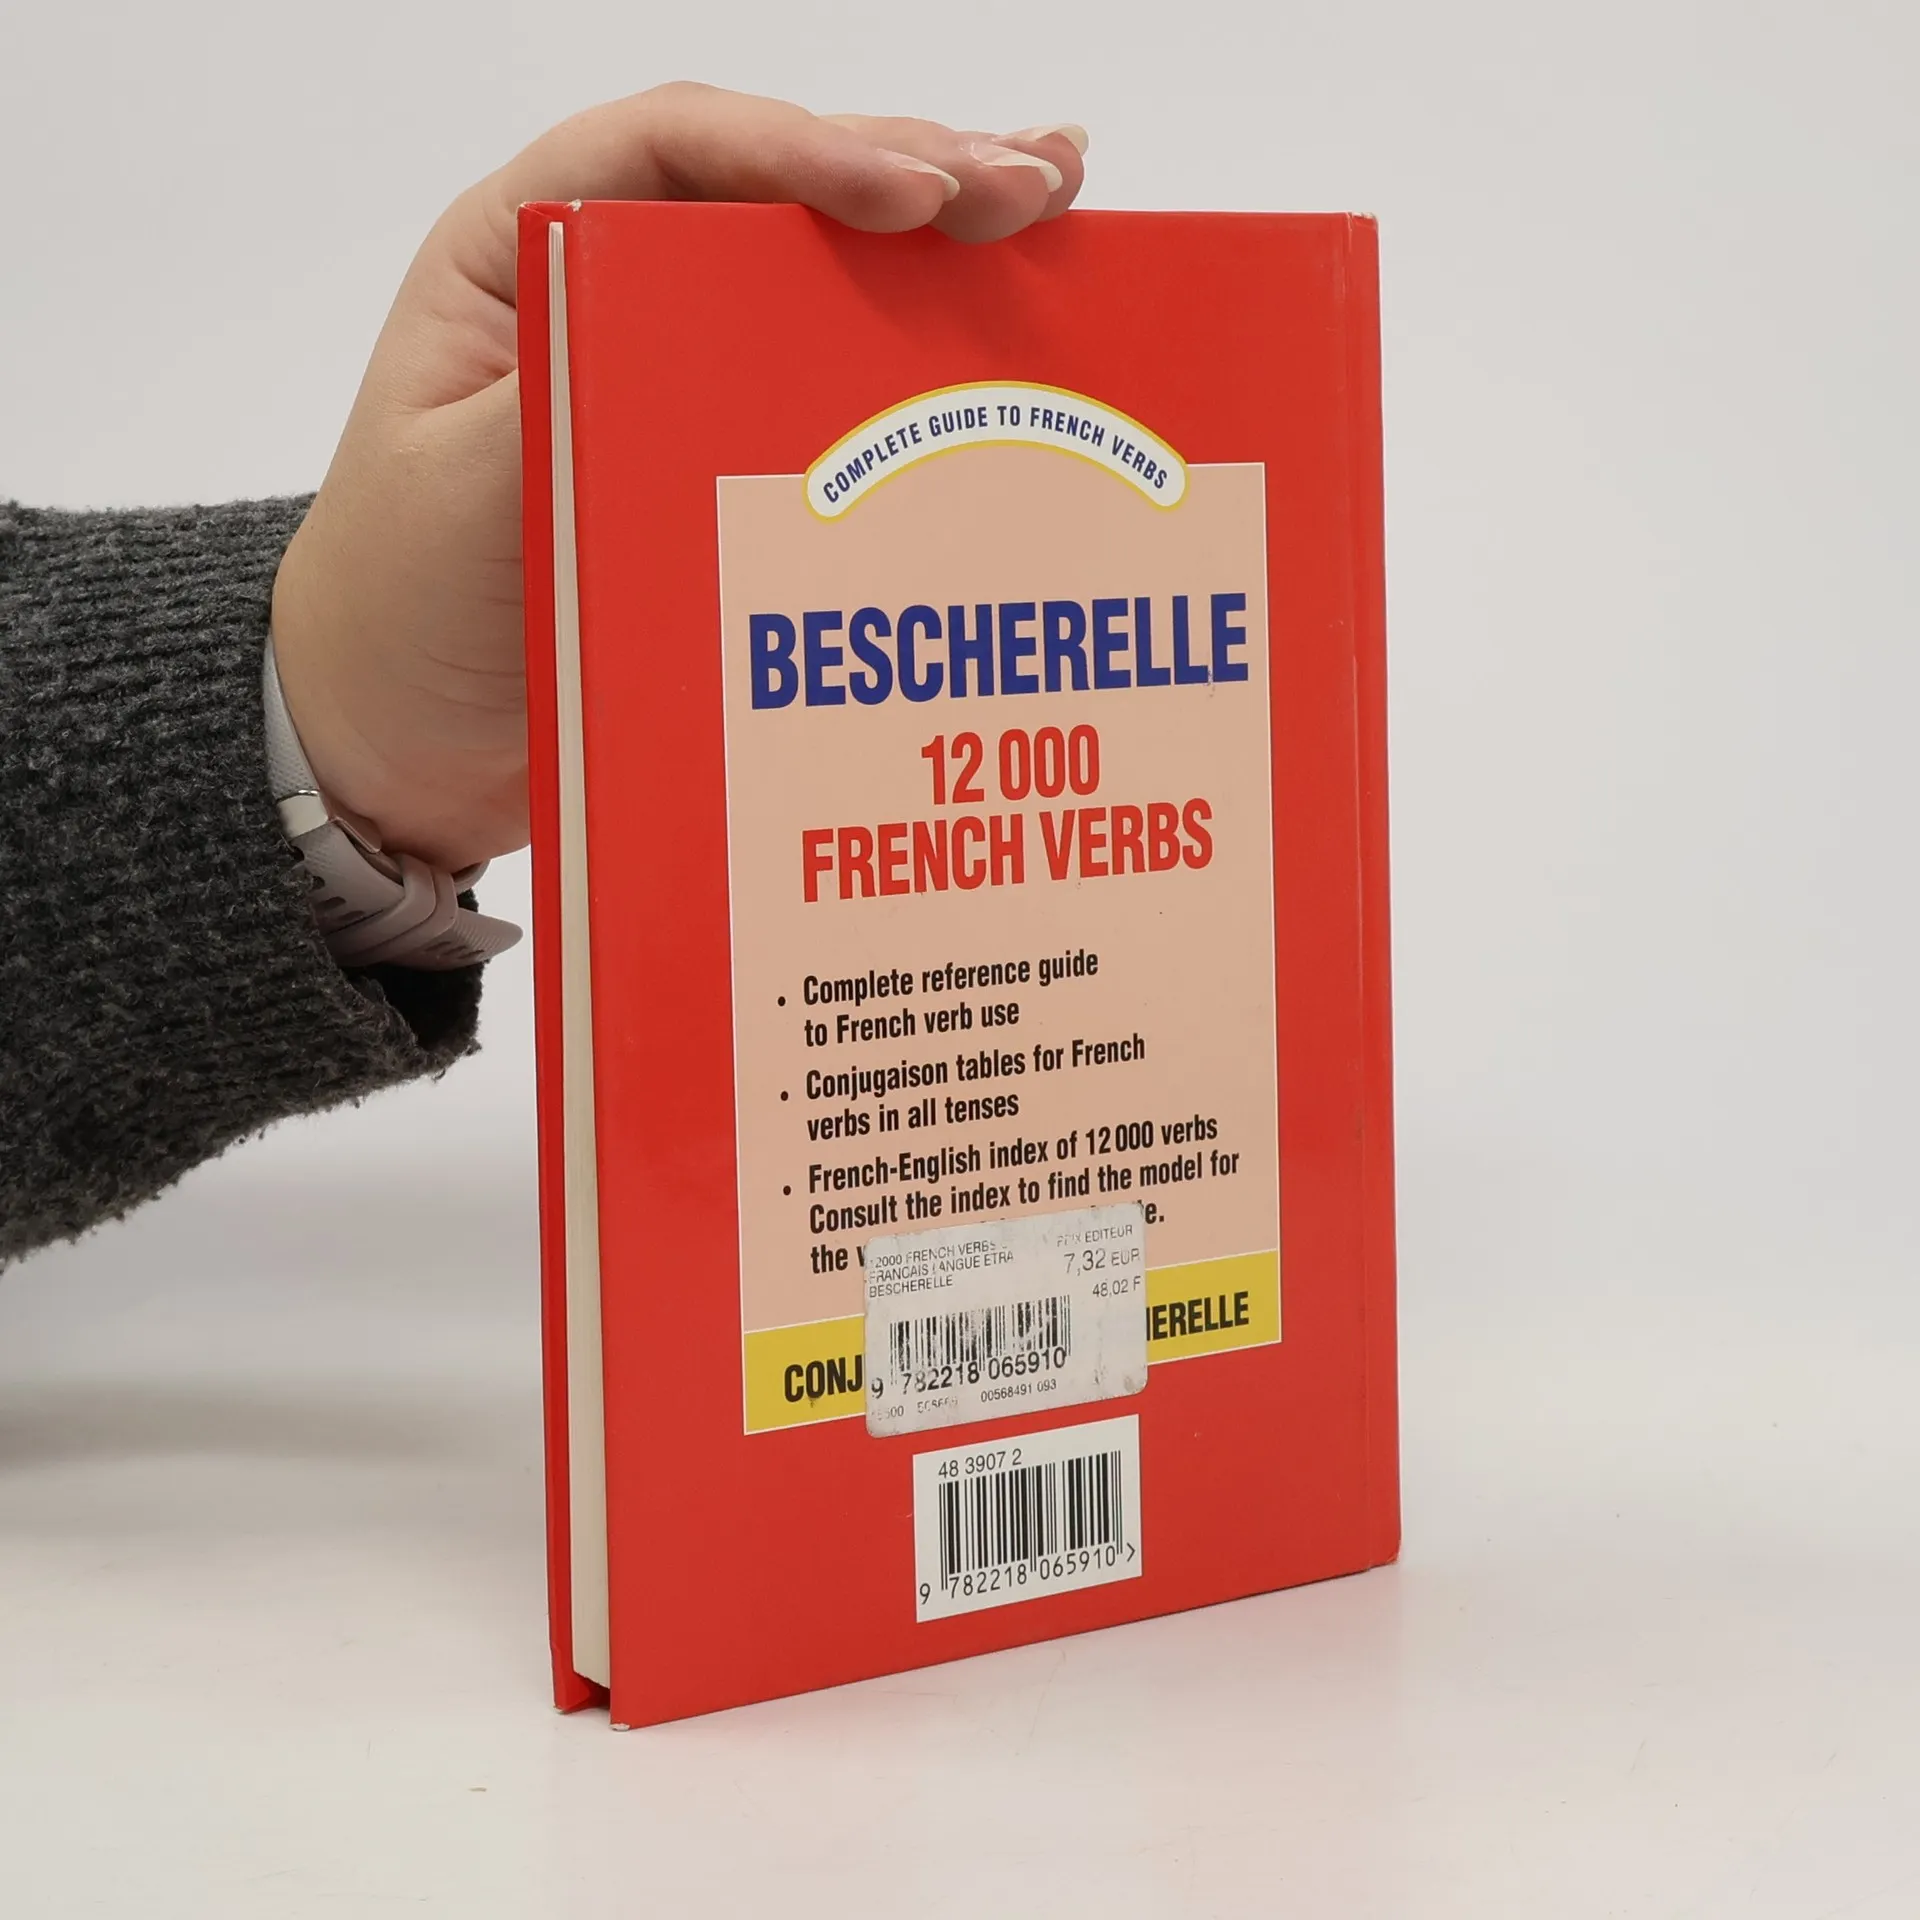 COMPLETE GUIDE TO FRENCH VERBS
BESCHERELLE
12 000
FRENCH VERBS
• Complete reference guide
to French verb use
• Conjugaison tables for French
verbs in all tenses
• French-English index of 12 000 verbs
Consult the index to find the model for
the
12000 FRENCH VERBS
FRANCAIS LANGUE ETRA
BESCHERELLE
PRIX EDITEUR
7,32 EUR
48,02 F
9 782218 065910
00568491 093
CONJ
HERELLE
48 3907 2
9 782218 065910 >